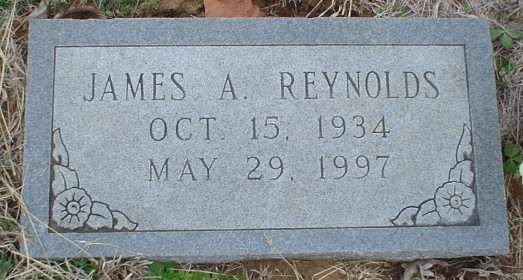 JAMES A. REYNOLDS
OCT. 15, 1934
MAY 29, 1997